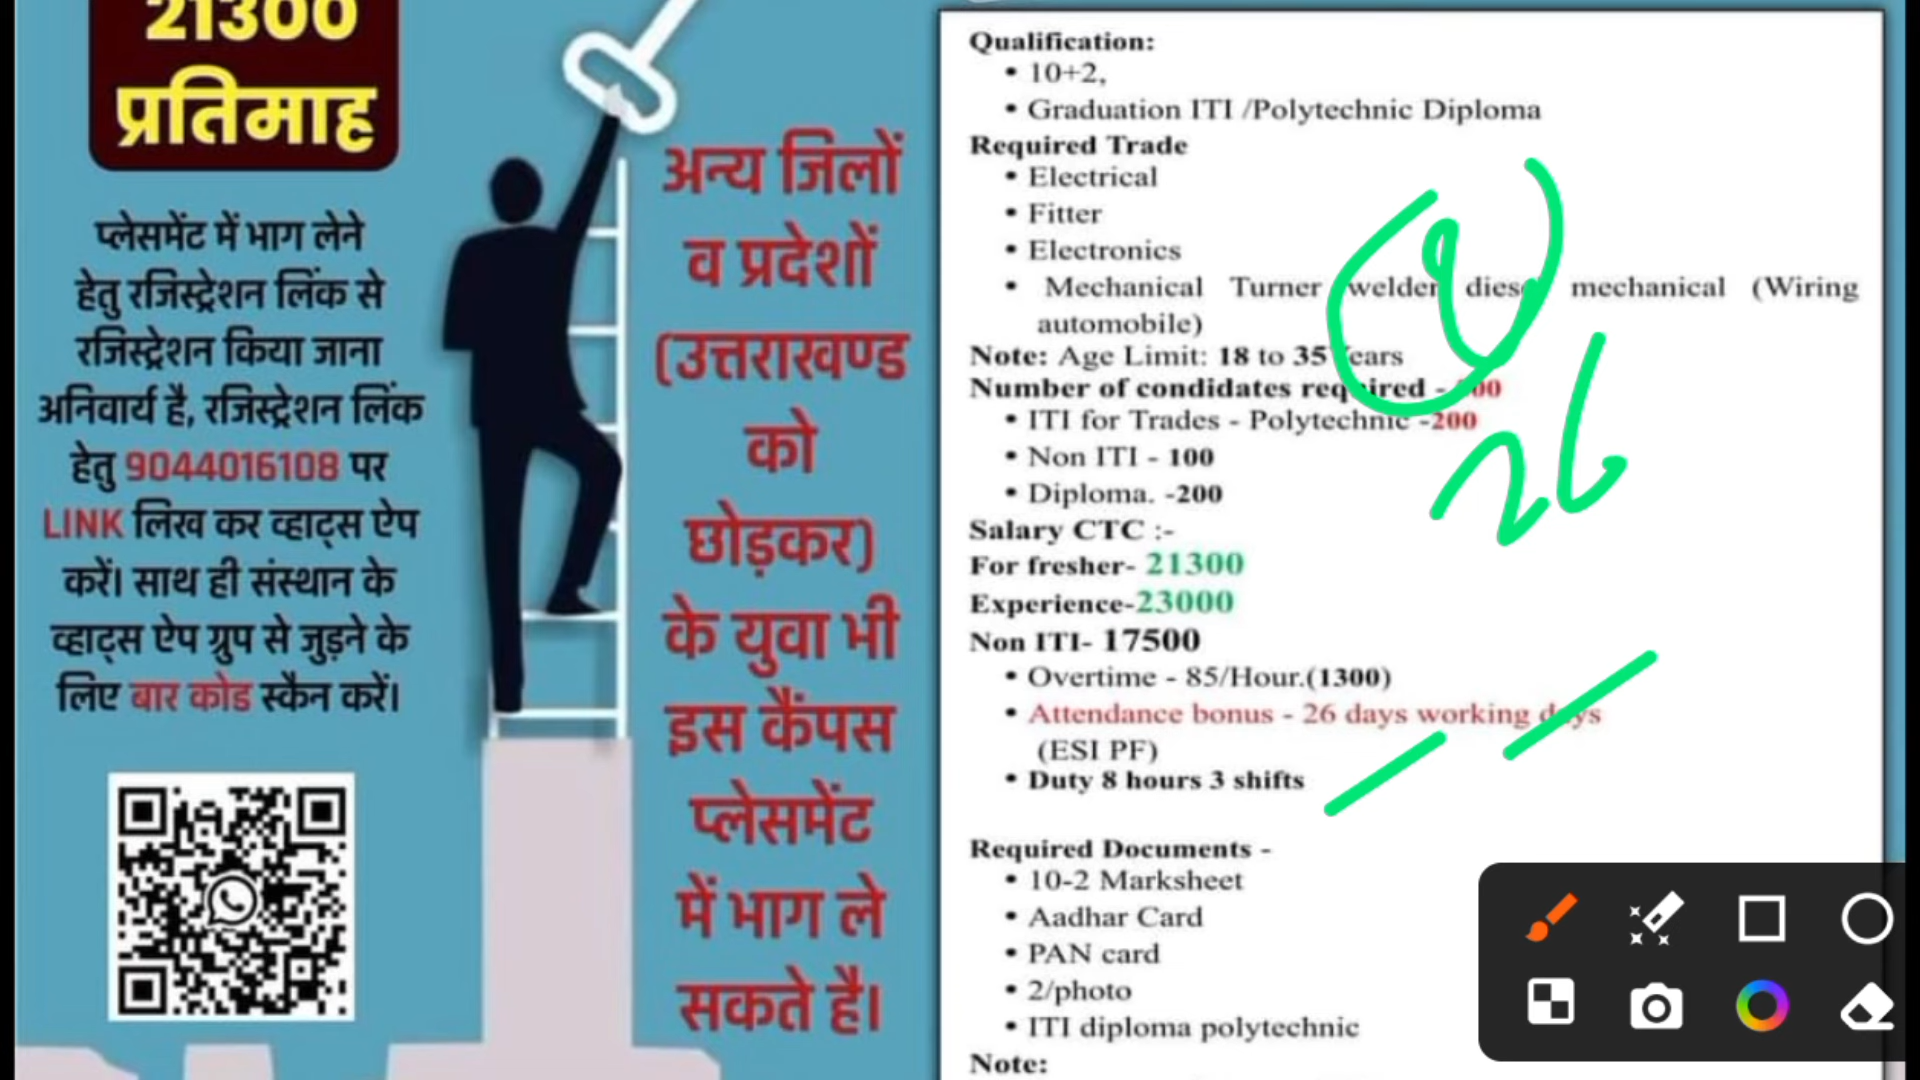 21300
प्रतिमाह
प्लेसमेंट में भाग लेने
हेतु रजिस्ट्रेशन लिंक से
रजिस्ट्रेशन किया जाना
अनिवार्य है, रजिस्ट्रेशन लिंक
हेतु 9044016108 पर
LINK लिख कर व्हाट्स ऐप
करें। साथ ही संस्थान के
व्हाट्स ऐप ग्रुप से जुड़ने के
लिए बार कोड स्कैन करें।
अन्य जिलों
व प्रदेशों
(उत्तराखण्ड
को
छोड़कर)
के युवा भी
इस कैंपस
प्लेसमेंट
में भाग ले
सकते है।
Qualification:
• 10+2,
• Graduation ITI /Polytechnic Diploma
Required Trade
• Electrical
• Fitter
• Electronics
• Mechanical Turner welder diesel mechanical (Wiring
automobile)
Note: Age Limit: 18 to 35 Years
Number of condidates required -
• ITI for Trades - Polytechnic -200
• Non ITI - 100
• Diploma. -200
Salary CTC :-
For fresher- 21300
Experience-23000
Non ITI- 17500
• Overtime - 85/Hour.(1300)
• Attendance bonus - 26 days working days
(ESI PF)
• Duty 8 hours 3 shifts
Required Documents -
• 10-2 Marksheet
• Aadhar Card
• PAN card
• 2/photo
• ITI diploma polytechnic
Note:
26